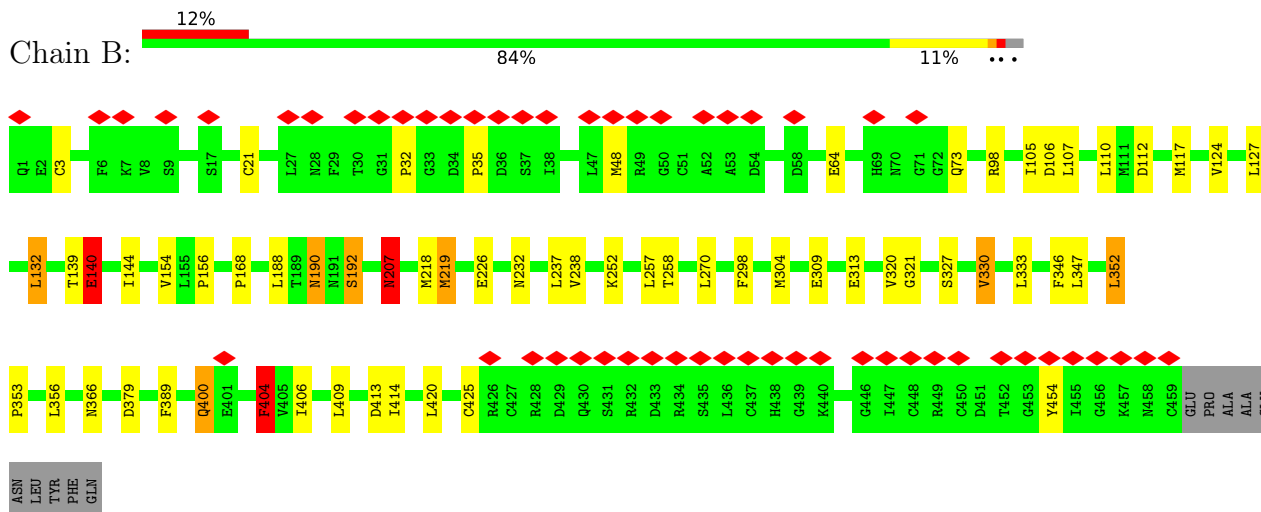 12%
Chain B:
84% 11%
Q1 E2 C3 F6 K7 V8 S9 S17 C21 L27 N28 F29 T30 G31 P32 G33 D34 P35 D36 S37 I38 L47 M48 R49 G50 C51 A52 A53 D54 D58 E64 H69 N70 G71 G72 Q73 R98 I105 D106 L107 L110 M111 D112 M117 V124 L127
L132 T139 E140 I144 V154 L155 P156 P168 L188 T189 N190 N191 S192 N207 M218 M219 E226 N232 L237 V238 K252 L257 T258 L270 F298 M304 E309 E313 V320 G321 S327 V330 L333 F346 L347 L352
P353 L356 N366 D379 F389 Q400 E401 F404 V405 I406 L409 D413 I414 L420 C425 R426 C427 R428 D429 Q430 S431 R432 D433 R434 S435 L436 C437 H438 G439 K440 G446 I447 C448 R449 C450 D451 T452 G453 Y454 I455 G456 K457 N458 C459 GLU PRO ALA ALA
ASN LEU TYR PHE GLN